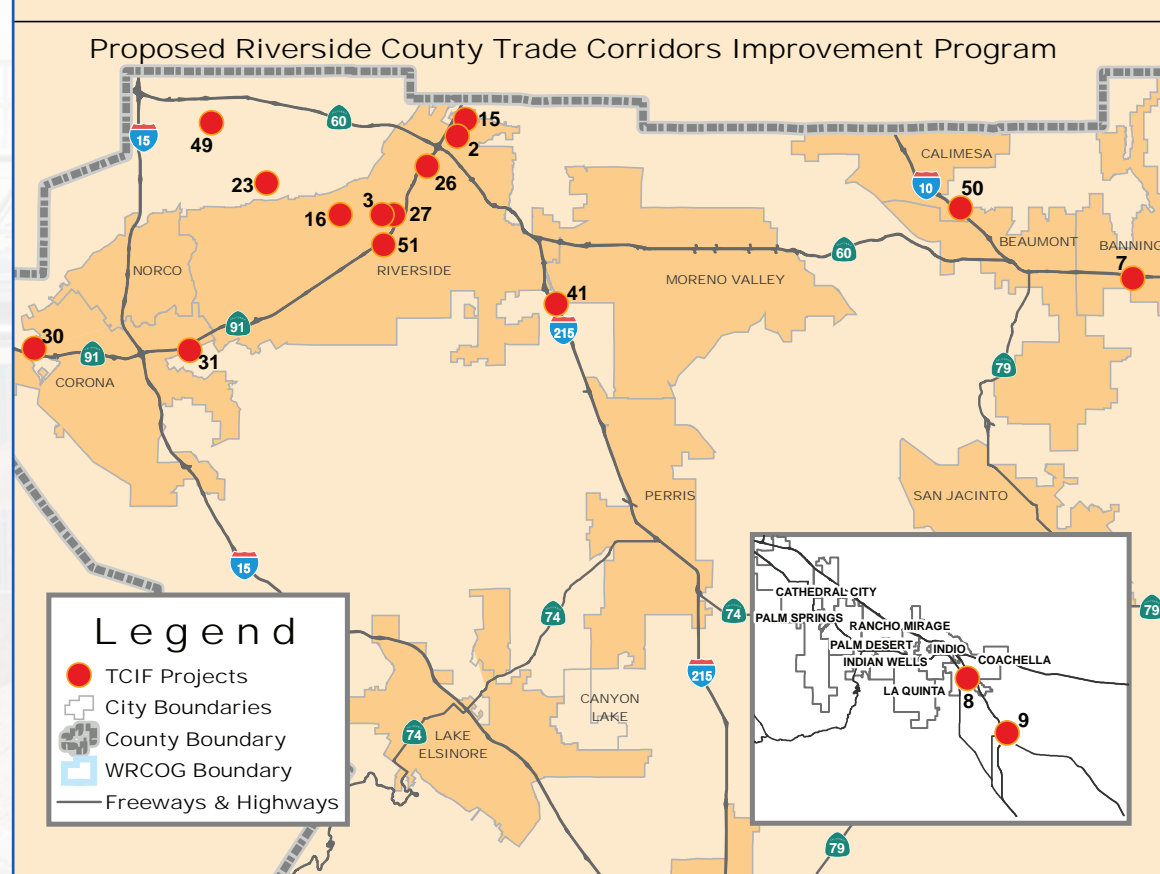 Proposed Riverside County Trade Corridors Improvement Program
15
60
15
49
2
CALIMESA
26
10
50
23
3
27
16
51
BEAUMONT
BANNING
60
NORCO
RIVERSIDE
7
MORENO VALLEY
41
91
215
30
91
31
79
CORONA
PERRIS
SAN JACINTO
15
74
74
79
CATHEDRAL CITY
PALM SPRINGS
RANCHO MIRAGE
PALM DESERT
INDIO
INDIAN WELLS
COACHELLA
LA QUINTA
8
9
215
CANYON
LAKE
74
LAKE
ELSINORE
79
Legend
TCIF Projects
City Boundaries
County Boundary
WRCOG Boundary
Freeways & Highways